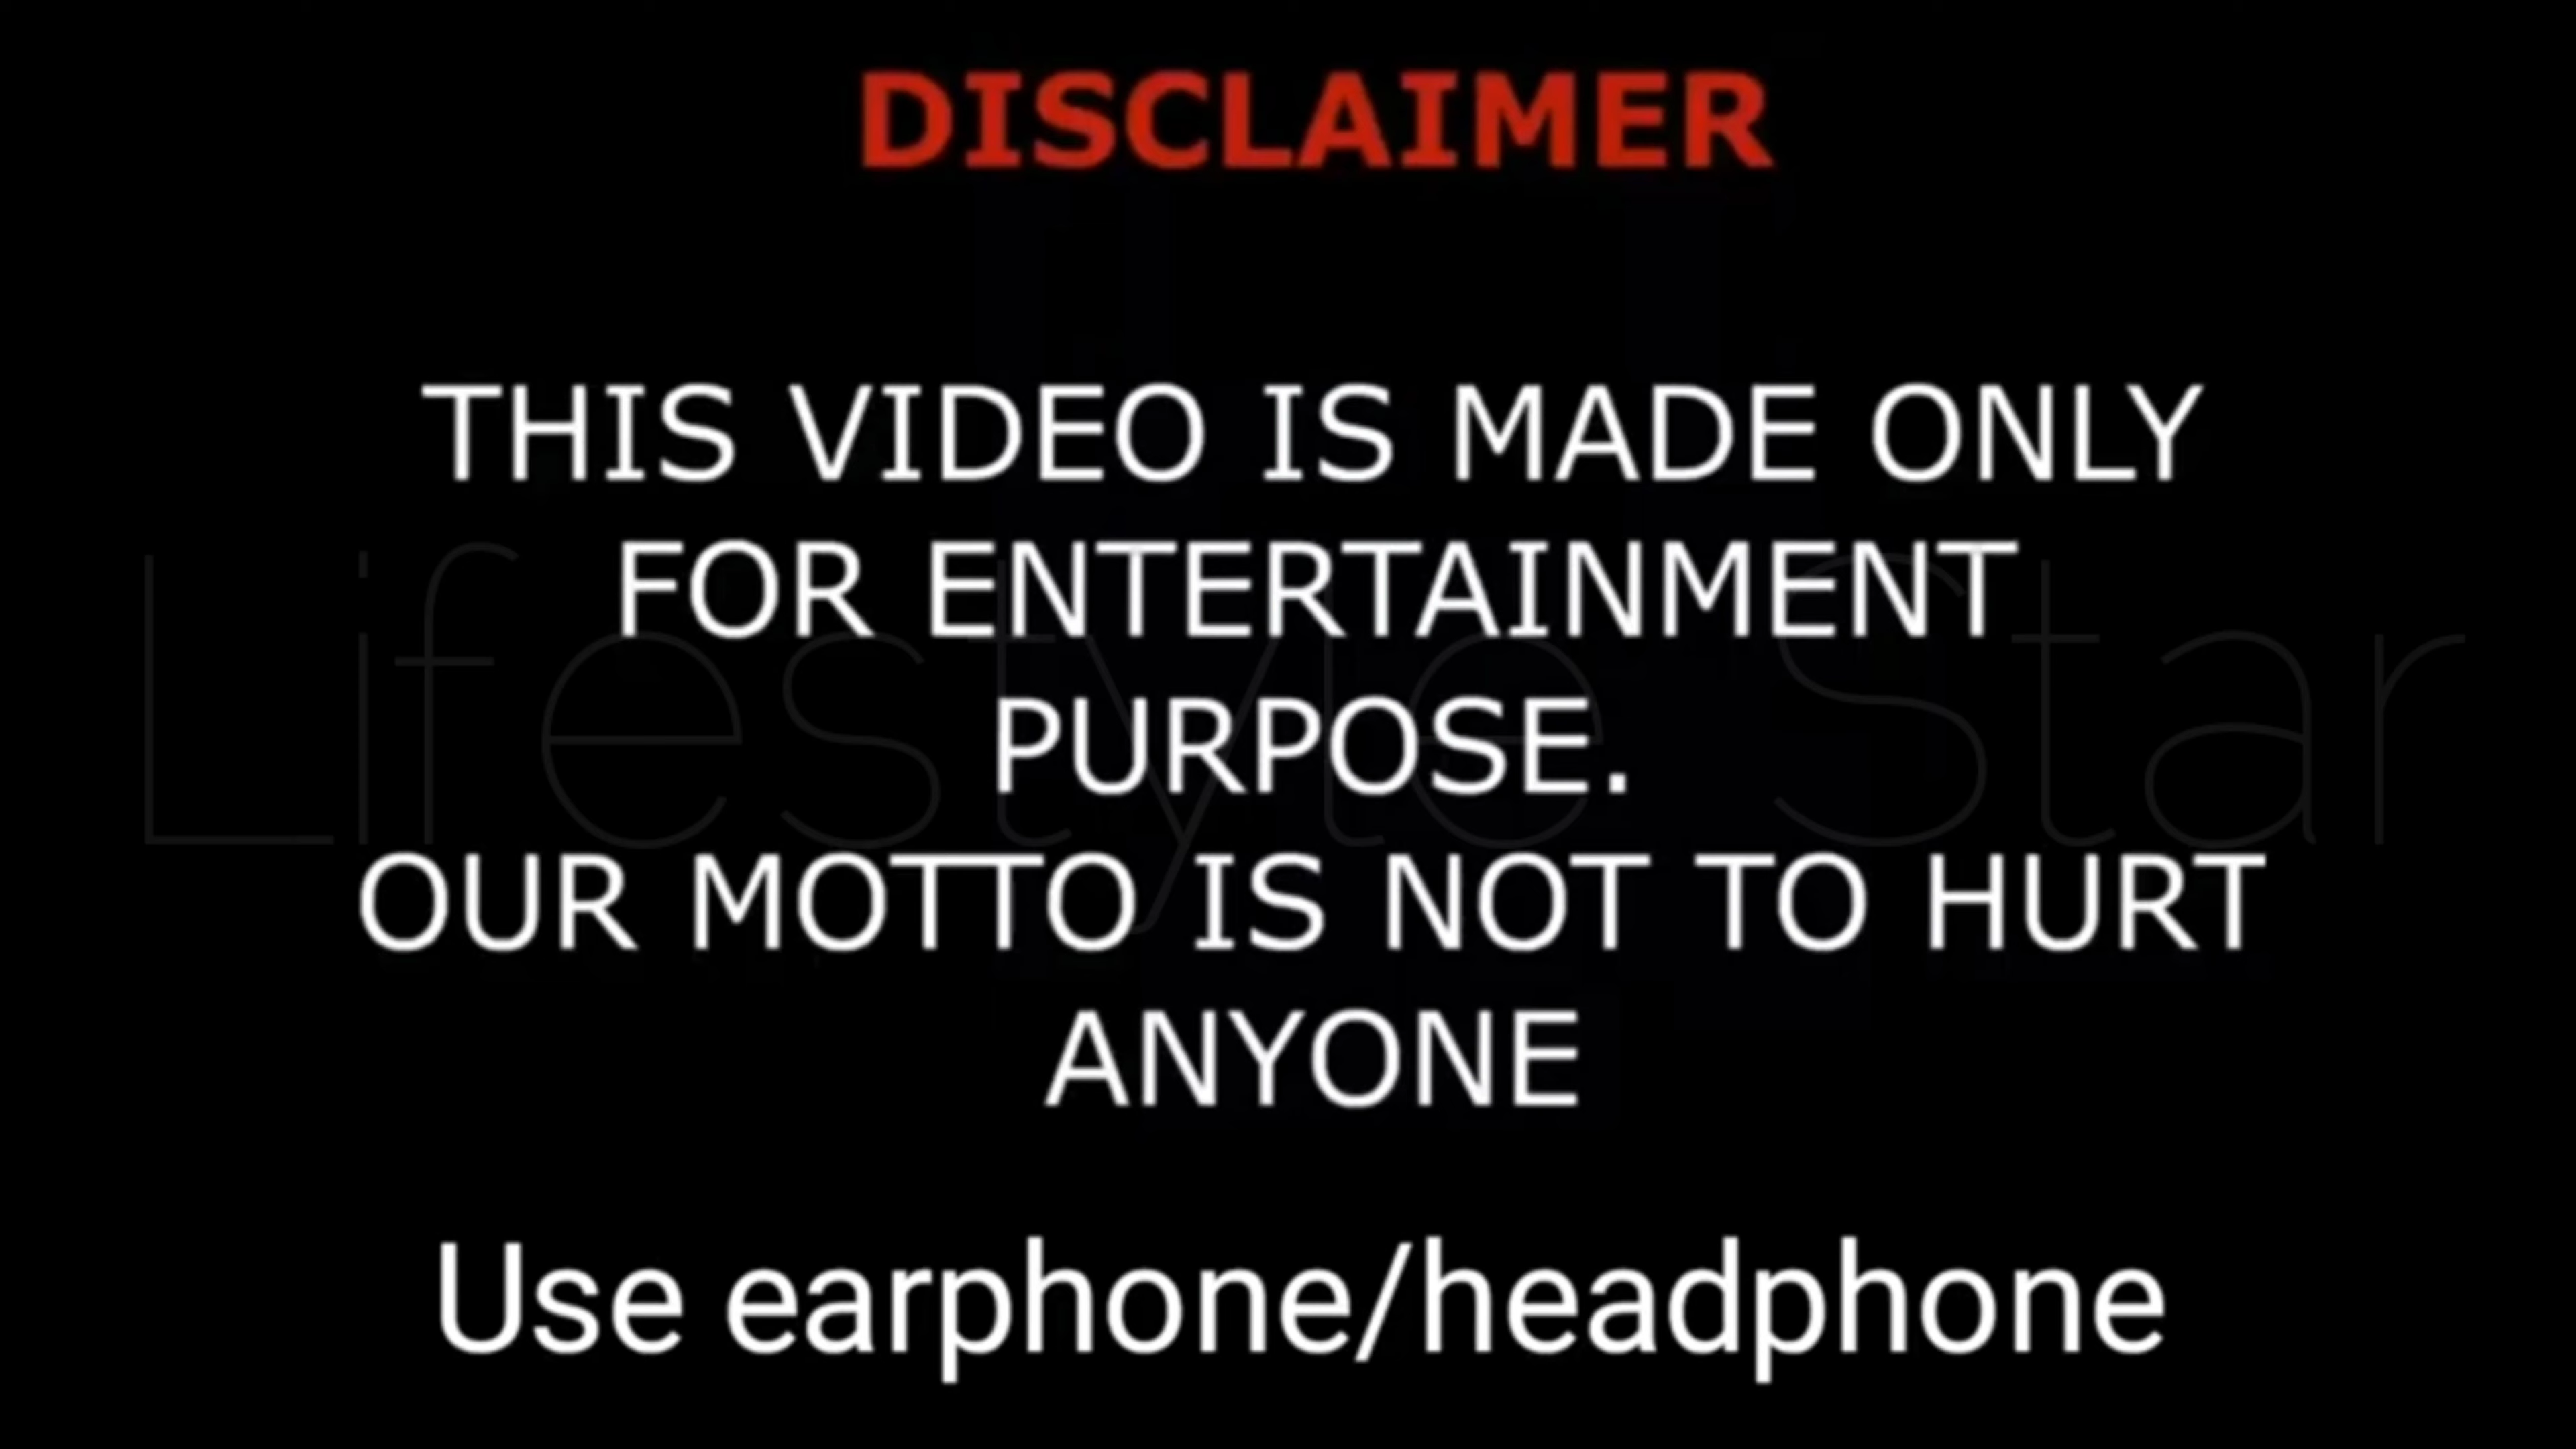 DISCLAIMER
THIS VIDEO IS MADE ONLY
FOR ENTERTAINMENT
PURPOSE.
Lifestyle Star
OUR MOTTO IS NOT TO HURT
ANYONE
Use earphone/headphone